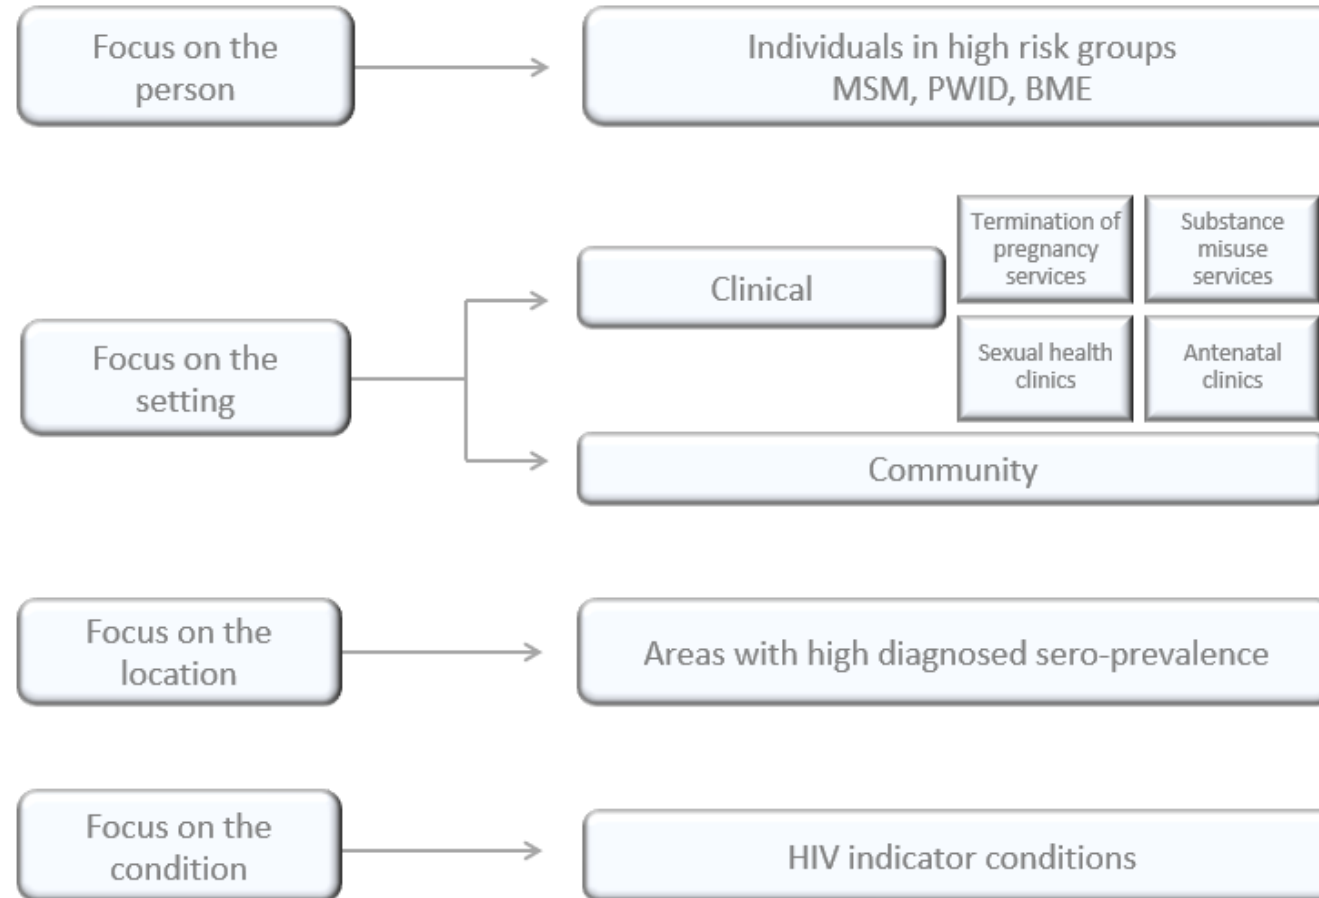 Focus on the
person
Individuals in high risk groups
MSM, PWID, BME
Focus on the
setting
Clinical
Termination of
pregnancy
services
Substance
misuse
services
Sexual health
clinics
Antenatal
clinics
Community
Focus on the
location
Areas with high diagnosed sero-prevalence
Focus on the
condition
HIV indicator conditions